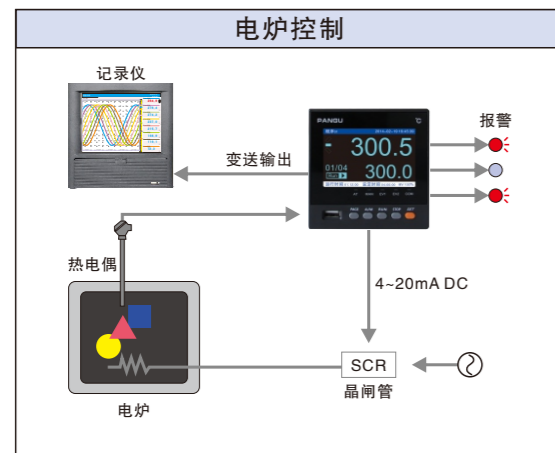 电炉控制
记录仪
PANGU
℃
报警
300.5
变送输出
01/04
300.0
热电偶
4~20mA DC
SCR
晶闸管
电炉